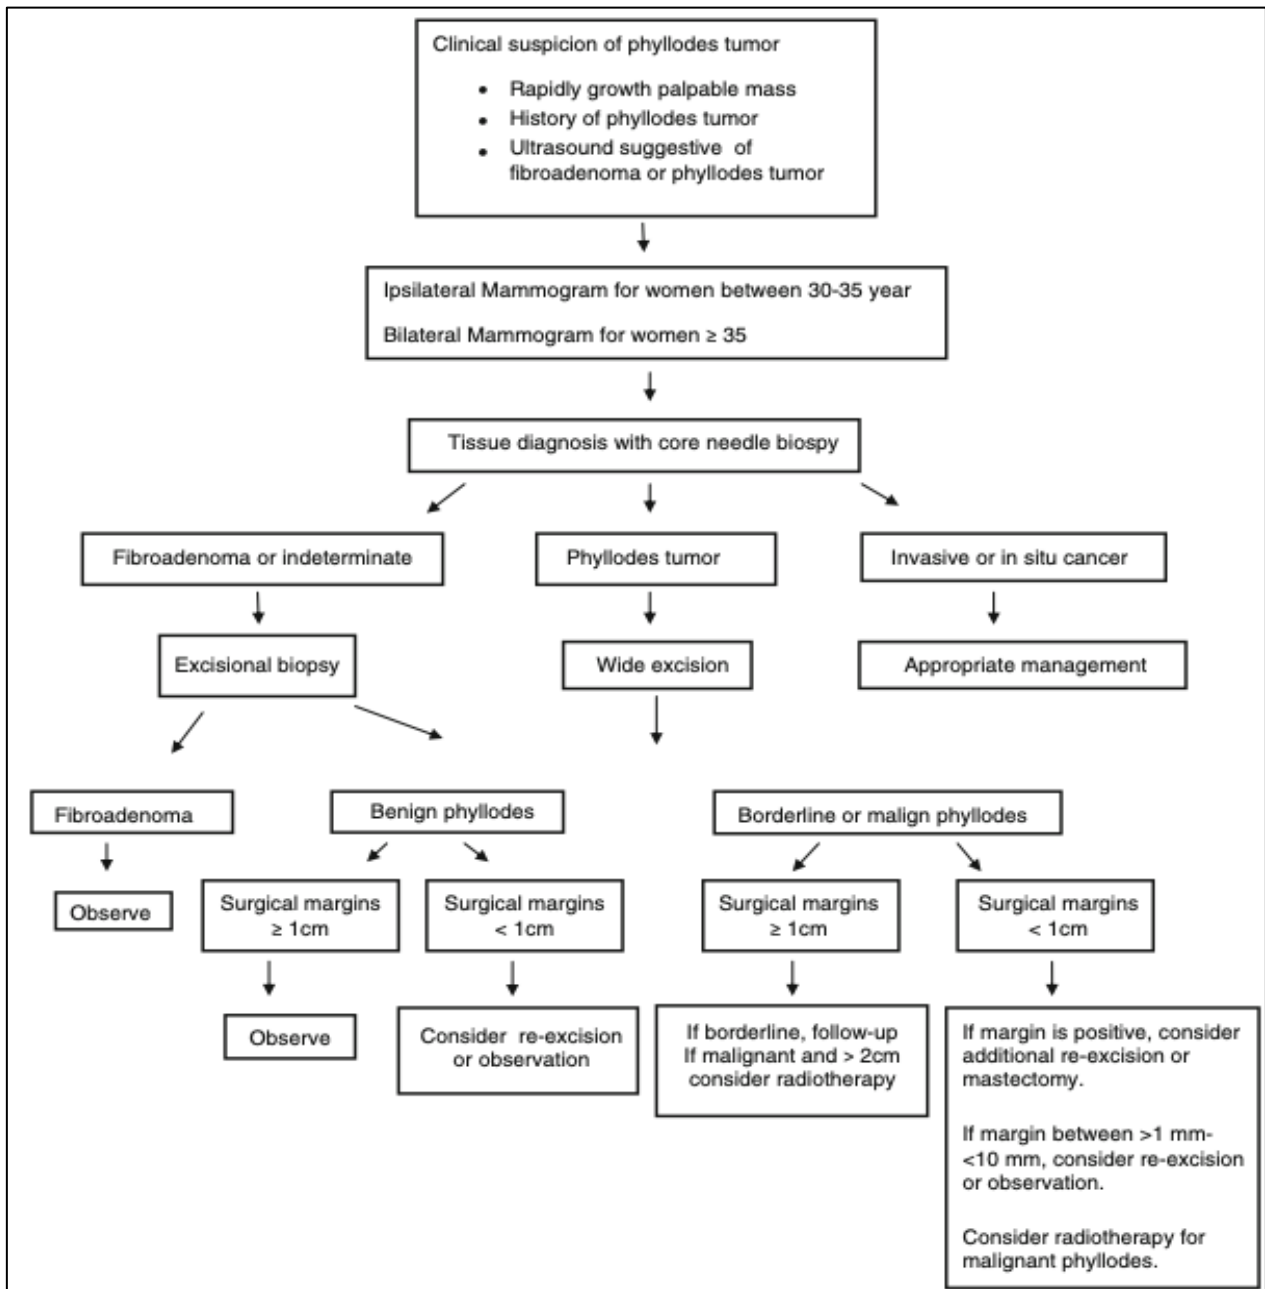 Clinical suspicion of phyllodes tumor
• Rapidly growth palpable mass
• History of phyllodes tumor
• Ultrasound suggestive of
fibroadenoma or phyllodes tumor
Ipsilateral Mammogram for women between 30-35 year
Bilateral Mammogram for women ≥ 35
Tissue diagnosis with core needle biospy
Fibroadenoma or indeterminate
Phyllodes tumor
Invasive or in situ cancer
Excisional biopsy
Wide excision
Appropriate management
Fibroadenoma
Benign phyllodes
Borderline or malign phyllodes
Observe
Surgical margins
≥ 1cm
Surgical margins
< 1cm
Surgical margins
≥ 1cm
Surgical margins
< 1cm
Observe
Consider re-excision
or observation
If borderline, follow-up
If malignant and > 2cm
consider radiotherapy
If margin is positive, consider
additional re-excision or
mastectomy.
If margin between >1 mm-
<10 mm, consider re-excision
or observation.
Consider radiotherapy for
malignant phyllodes.